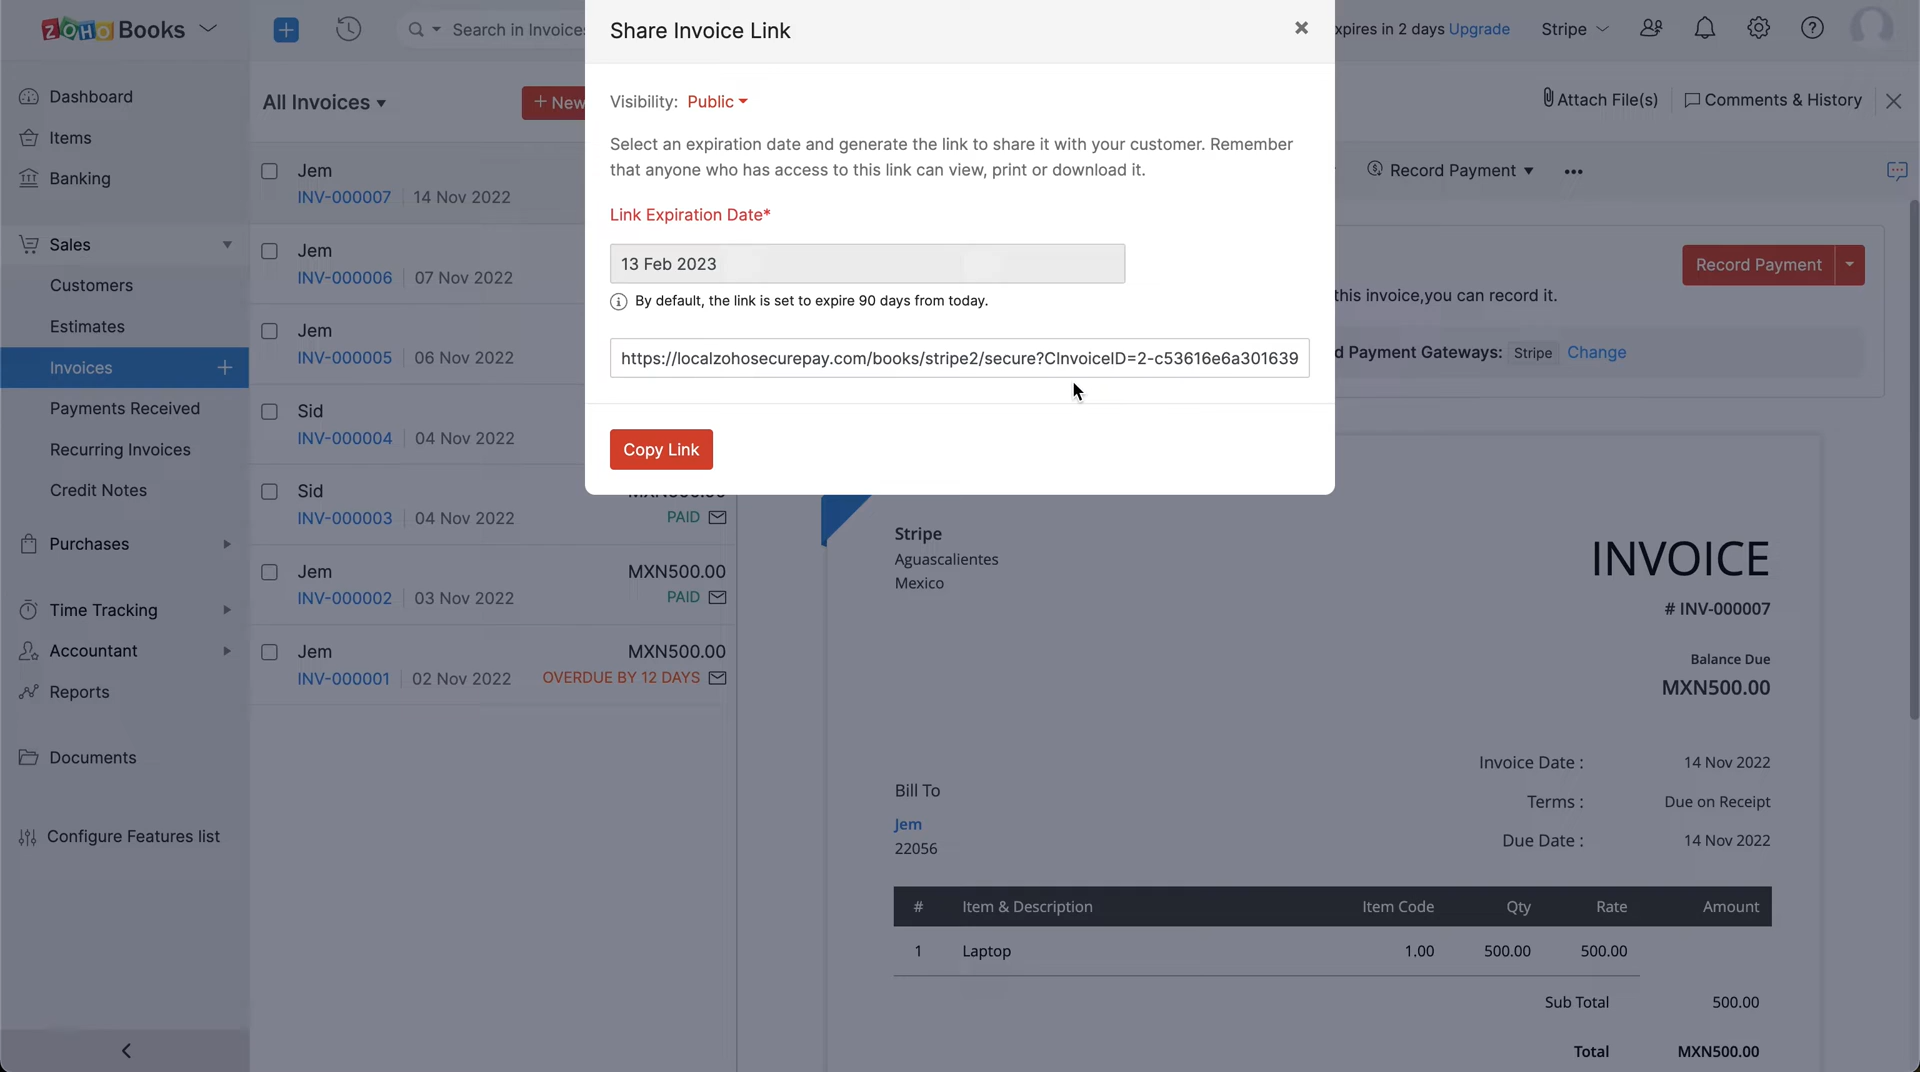 ZOHO Books
Search in Invoice
Share Invoice Link
xpires in 2 days Upgrade
Stripe
Dashboard
Items
Banking
Sales
Customers
Estimates
Invoices
Payments Received
Recurring Invoices
Credit Notes
Purchases
Time Tracking
Accountant
Reports
Documents
Configure Features list
All Invoices
+ New
Jem
INV-000007 14 Nov 2022
Jem
INV-000006 07 Nov 2022
Jem
INV-000005 06 Nov 2022
Sid
INV-000004 04 Nov 2022
Sid MXN500.00
INV-000003 04 Nov 2022 PAID
Jem MXN500.00
INV-000002 03 Nov 2022 PAID
Jem MXN500.00
INV-000001 02 Nov 2022 OVERDUE BY 12 DAYS
Visibility: Public
Select an expiration date and generate the link to share it with your customer. Remember
that anyone who has access to this link can view, print or download it.
Link Expiration Date*
13 Feb 2023
By default, the link is set to expire 90 days from today.
https://localzohosecurepay.com/books/stripe2/secure?CInvoiceID=2-c53616e6a301639
Copy Link
Attach File(s)
Comments & History
Record Payment
Record Payment
this invoice,you can record it.
d Payment Gateways: Stripe Change
Stripe
Aguascalientes
Mexico
INVOICE
# INV-000007
Balance Due
MXN500.00
Invoice Date : 14 Nov 2022
Terms : Due on Receipt
Due Date : 14 Nov 2022
Bill To
Jem
22056
# Item & Description Item Code Qty Rate Amount
1 Laptop 1.00 500.00 500.00
Sub Total 500.00
Total MXN500.00